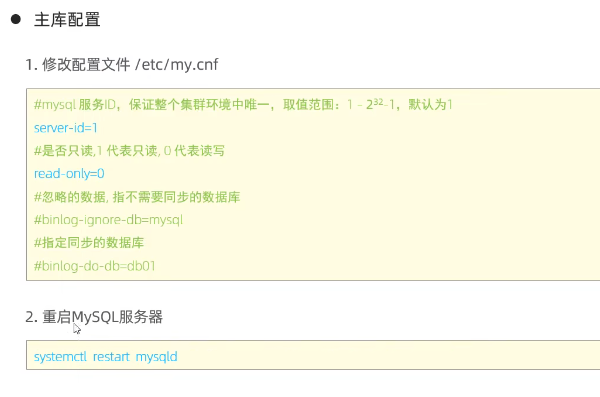 ● 主库配置
1. 修改配置文件 /etc/my.cnf
#mysql 服务ID，保证整个集群环境中唯一，取值范围：1 – 2³²-1，默认为1
server-id=1
#是否只读,1 代表只读, 0 代表读写
read-only=0
#忽略的数据, 指不需要同步的数据库
#binlog-ignore-db=mysql
#指定同步的数据库
#binlog-do-db=db01
2. 重启MySQL服务器
systemctl restart mysqld